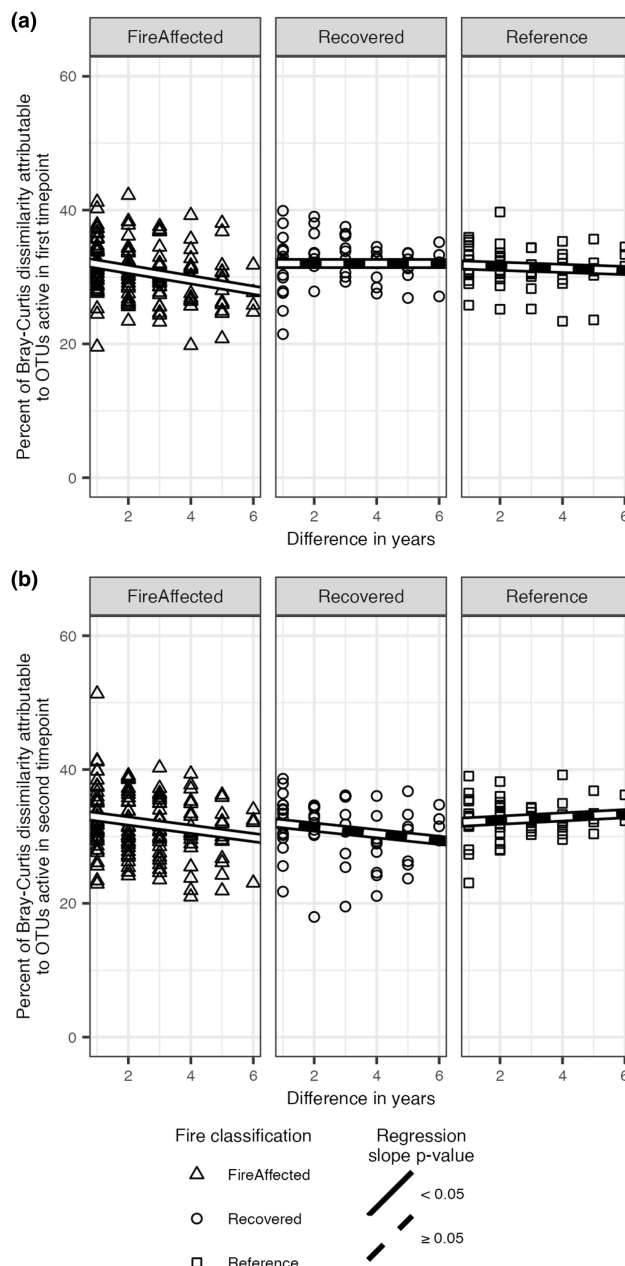 (a)
FireAffected Recovered Reference
Percent of Bray-Curtis dissimilarity attributable
to OTUs active in first timepoint
60
40
20
0
2 4 6 2 4 6 2 4 6
Difference in years
(b)
FireAffected Recovered Reference
Percent of Bray-Curtis dissimilarity attributable
to OTUs active in second timepoint
60
40
20
0
2 4 6 2 4 6 2 4 6
Difference in years
Fire classification
FireAffected
Recovered
Reference
Regression
slope p-value
< 0.05
≥ 0.05